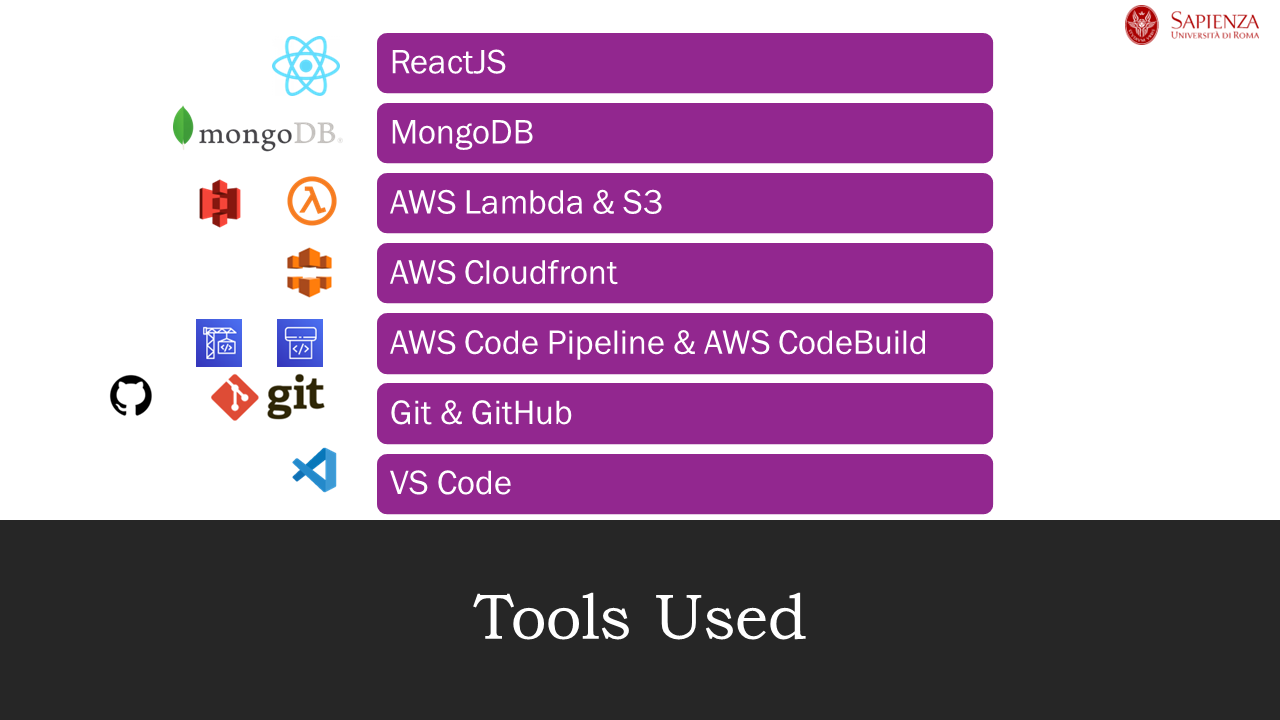 SAPIENZA
UNIVERSITÀ DI ROMA
ReactJS
mongoDB.
MongoDB
AWS Lambda & S3
AWS Cloudfront
AWS Code Pipeline & AWS CodeBuild
git
Git & GitHub
VS Code
Tools Used